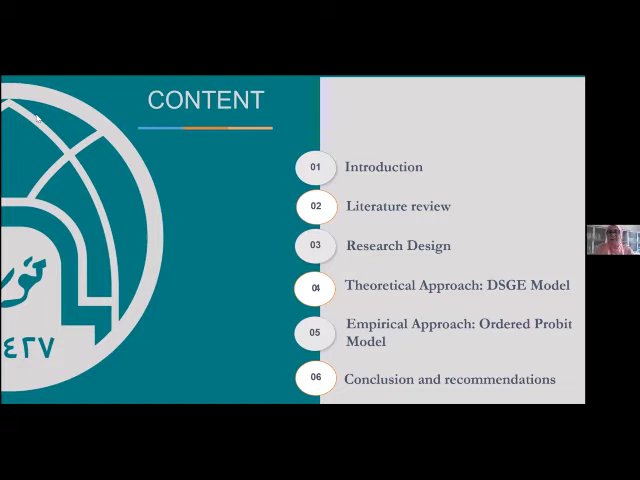 CONTENT
01 Introduction
02 Literature review
03 Research Design
04 Theoretical Approach: DSGE Model
05 Empirical Approach: Ordered Probit
Model
06 Conclusion and recommendations
٤٢٧